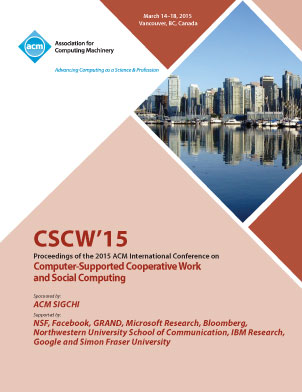 March 14–18, 2015
Vancouver, BC, Canada
acm
Association for
Computing Machinery
Advancing Computing as a Science & Profession
CSCW'15
Proceedings of the 2015 ACM International Conference on
Computer-Supported Cooperative Work
and Social Computing
Sponsored by:
ACM SIGCHI
Supported by:
NSF, Facebook, GRAND, Microsoft Research, Bloomberg,
Northwestern University School of Communication, IBM Research,
Google and Simon Fraser University